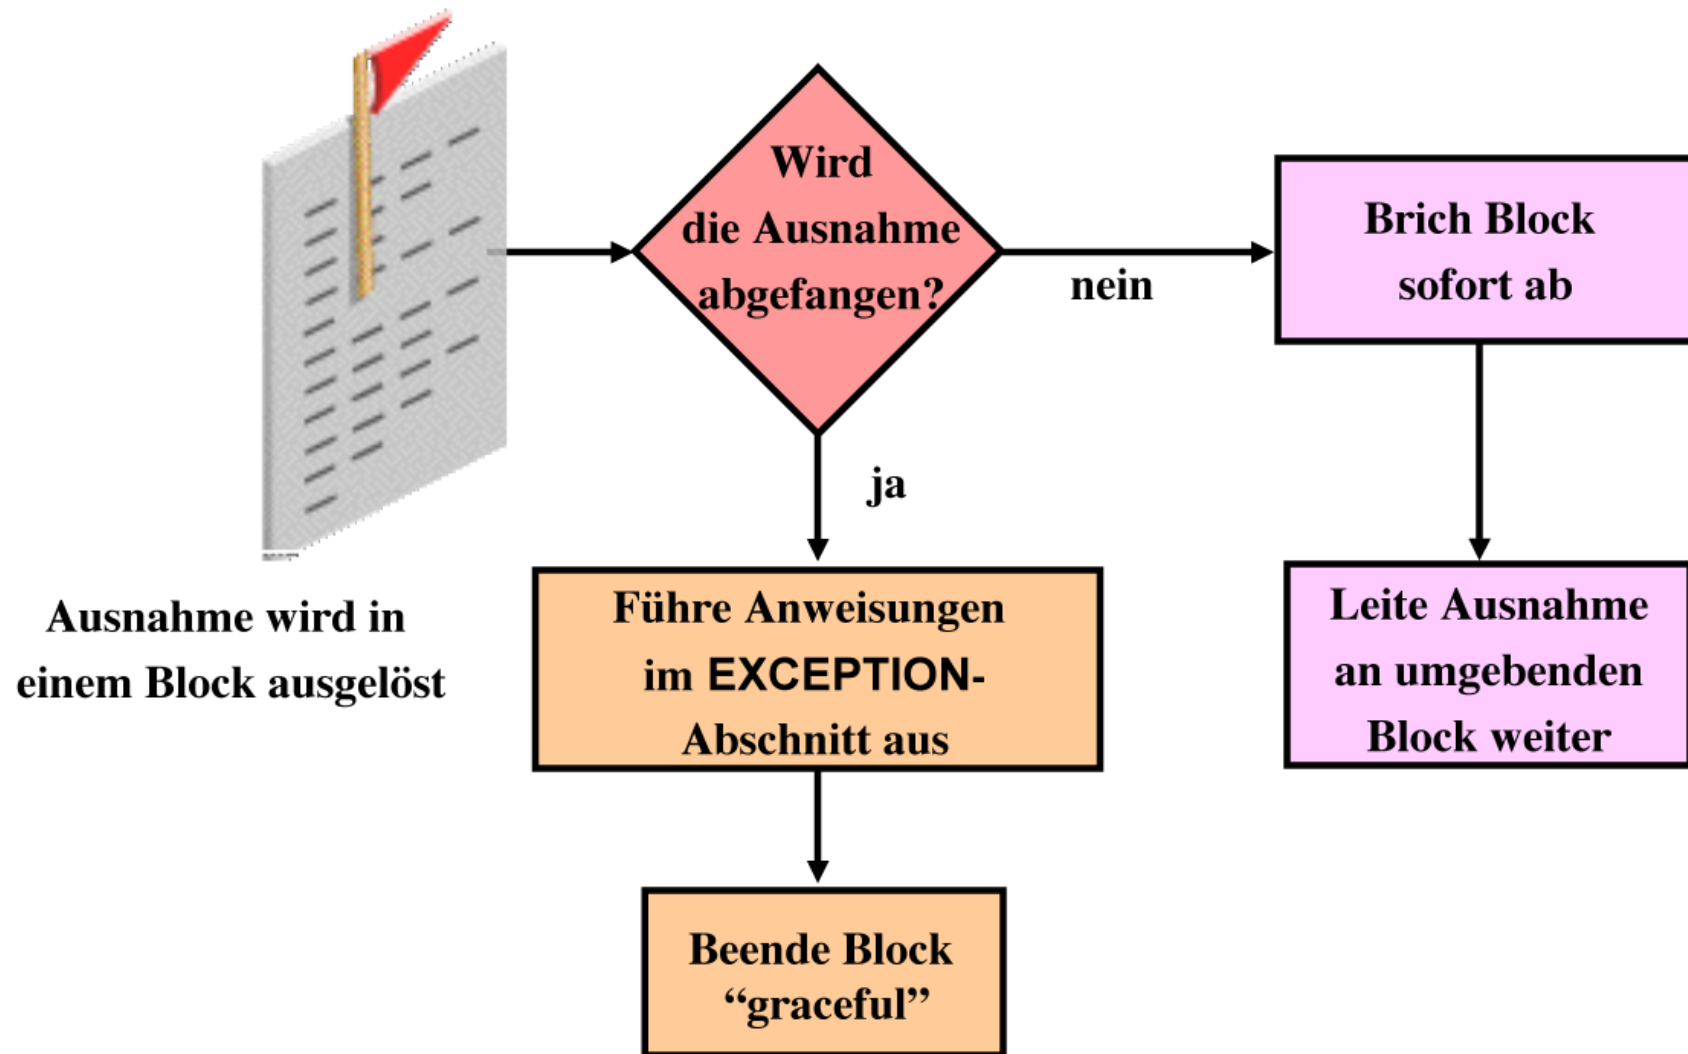 Wird
die Ausnahme
abgefangen?
nein
Brich Block
sofort ab
ja
Ausnahme wird in
einem Block ausgelöst
Führe Anweisungen
im EXCEPTION-
Abschnitt aus
Leite Ausnahme
an umgebenden
Block weiter
Beende Block
“graceful”